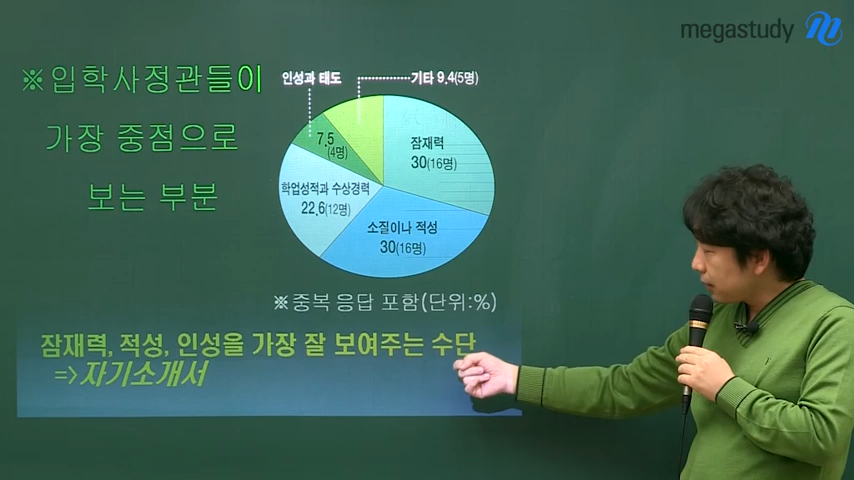 megastudy
※입학사정관들이
가장 중점으로
보는 부분
인성과 태도
기타 9.4(5명)
7.5
(4명)
잠재력
30(16명)
학업성적과 수상경력
22.6(12명)
소질이나 적성
30(16명)
※중복 응답 포함(단위:%)
잠재력, 적성, 인성을 가장 잘 보여주는 수단
=>자기소개서